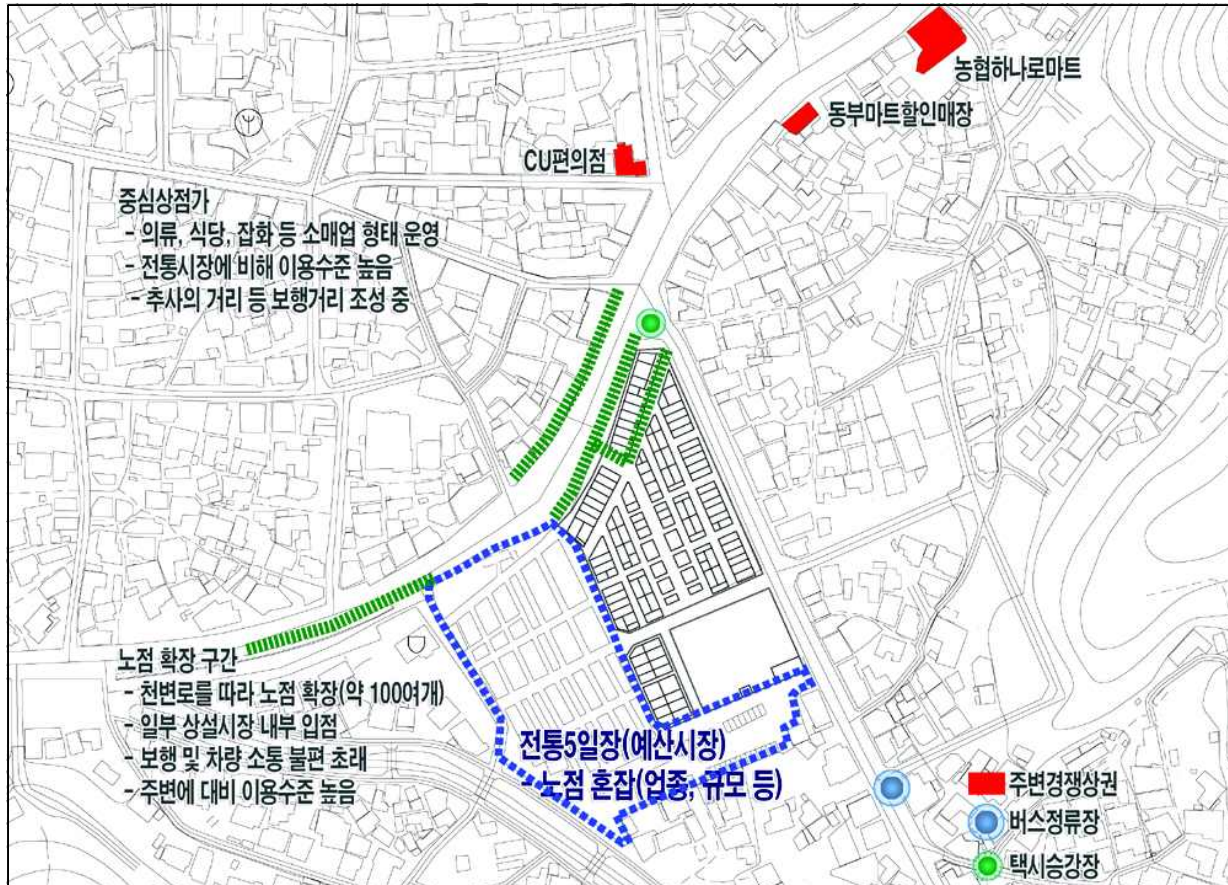 농협하나로마트
동부마트할인매장
CU편의점
중심상점가
- 의류, 식당, 잡화 등 소매업 형태 운영
- 전통시장에 비해 이용수준 높음
- 추사의 거리 등 보행거리 조성 중
노점 확장 구간
- 천변로를 따라 노점 확장(약 100여개)
- 일부 상설시장 내부 입점
- 보행 및 차량 소통 불편 초래
- 주변에 대비 이용수준 높음
전통5일장(예산시장)
- 노점 혼잡(업종, 규모 등)
주변경쟁상권
버스정류장
택시승강장